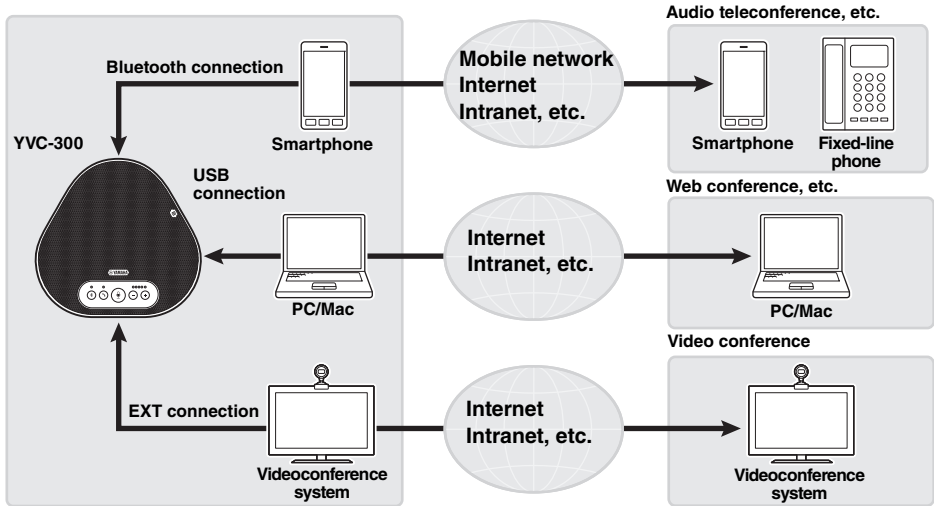 Audio teleconference, etc.
Bluetooth connection
Mobile network
Internet
Intranet, etc.
YVC-300
Smartphone
Smartphone
Fixed-line
phone
USB
connection
Web conference, etc.
Internet
Intranet, etc.
YAMAHA
PC/Mac
PC/Mac
Video conference
EXT connection
Internet
Intranet, etc.
Videoconference
system
Videoconference
system